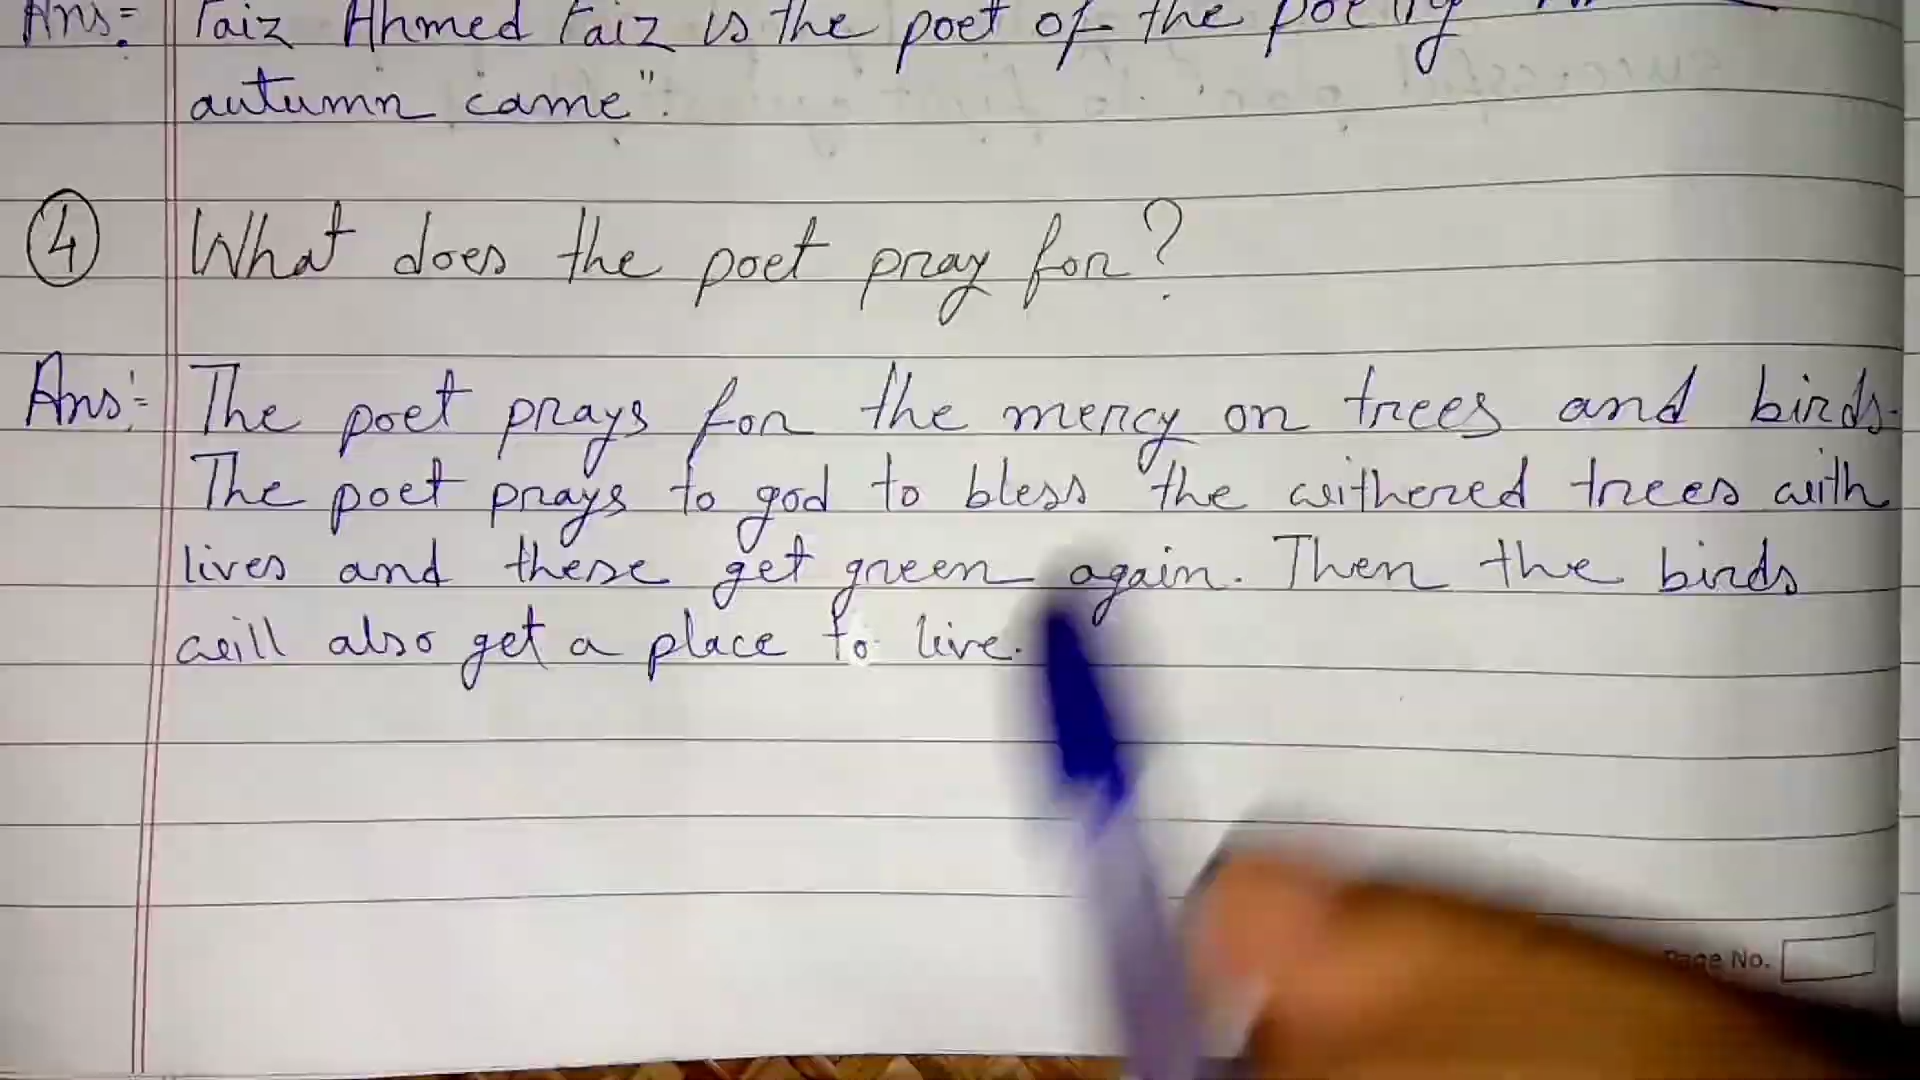 Ans:- Faiz Ahmed Faiz is the poet of the poetry
autumn came".
4 What does the poet pray for?
Ans:- The poet prays for the mercy on trees and birds.
The poet prays to god to bless the withered trees with
lives and these get green again. Then the birds
will also get a place to live.
Page No.